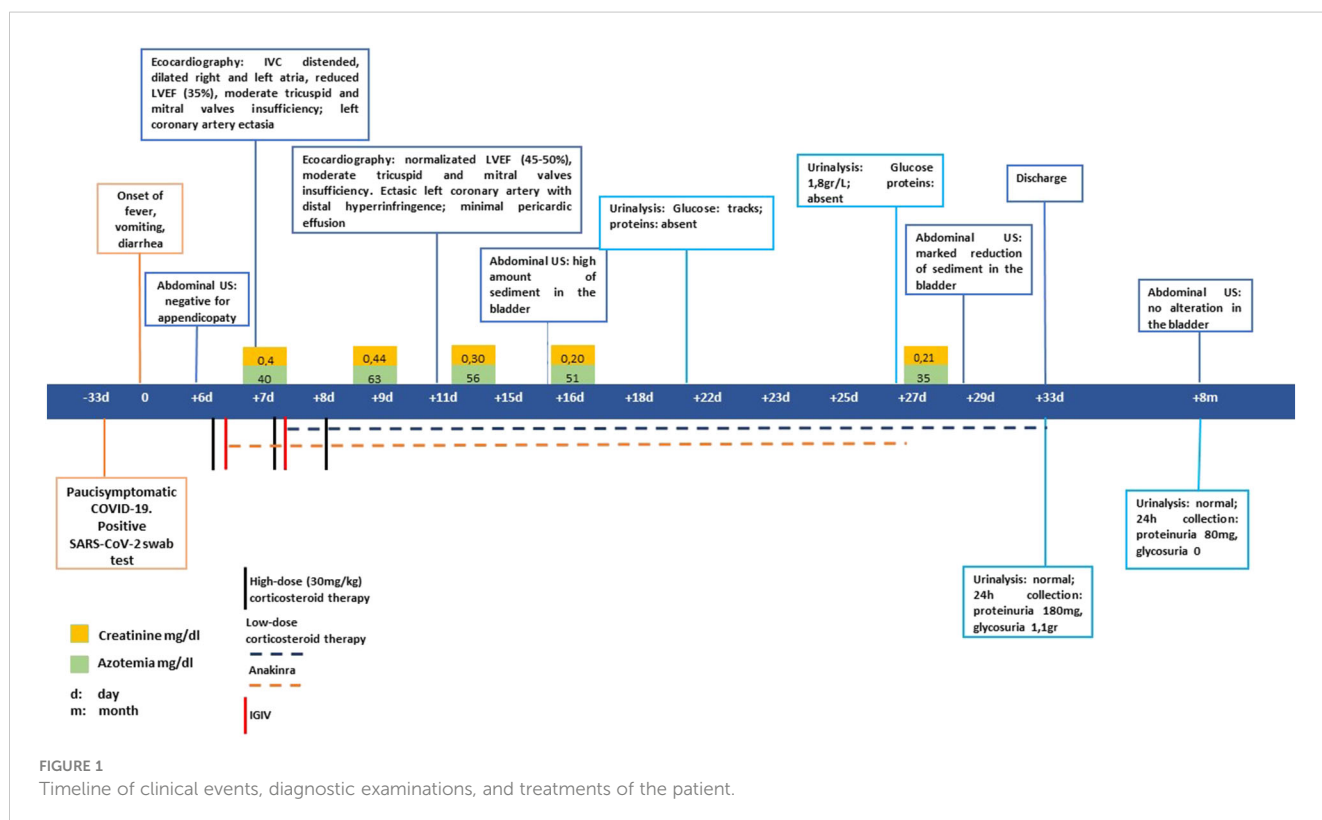 Ecocardiography: IVC distended,
dilated right and left atria, reduced
LVEF (35%), moderate tricuspid and
mitral valves insufficiency; left
coronary artery ectasia
Ecocardiography: normalizated LVEF (45-50%),
moderate tricuspid and mitral valves
insufficiency. Ectasic left coronary artery with
distal hyperrinfringence; minimal pericardic
effusion
Urinalysis: Glucose
1,8gr/L; proteins:
absent
Discharge
Onset of
fever,
vomiting,
diarrhea
Urinalysis: Glucose: tracks;
proteins: absent
Abdominal US:
marked reduction
of sediment in the
bladder
Abdominal US: high
amount of
sediment in the
bladder
Abdominal US:
negative for
appendicopaty
Abdominal US:
no alteration in
the bladder
0,4 0,44 0,30 0,20 0,21
40 63 56 51 35
-33d 0 +6d +7d +8d +9d +11d +15d +16d +18d +22d +23d +25d +27d +29d +33d +8m
Paucisymptomatic
COVID-19.
Positive
SARS-CoV-2 swab
test
Urinalysis: normal;
24h collection:
proteinuria 80mg,
glycosuria 0
Urinalysis: normal;
24h collection:
proteinuria 180mg,
glycosuria 1,1gr
High-dose (30mg/kg)
corticosteroid therapy
Low-dose
corticosteroid therapy
Anakinra
IGIV
Creatinine mg/dl
Azotemia mg/dl
d: day
m: month
FIGURE 1
Timeline of clinical events, diagnostic examinations, and treatments of the patient.